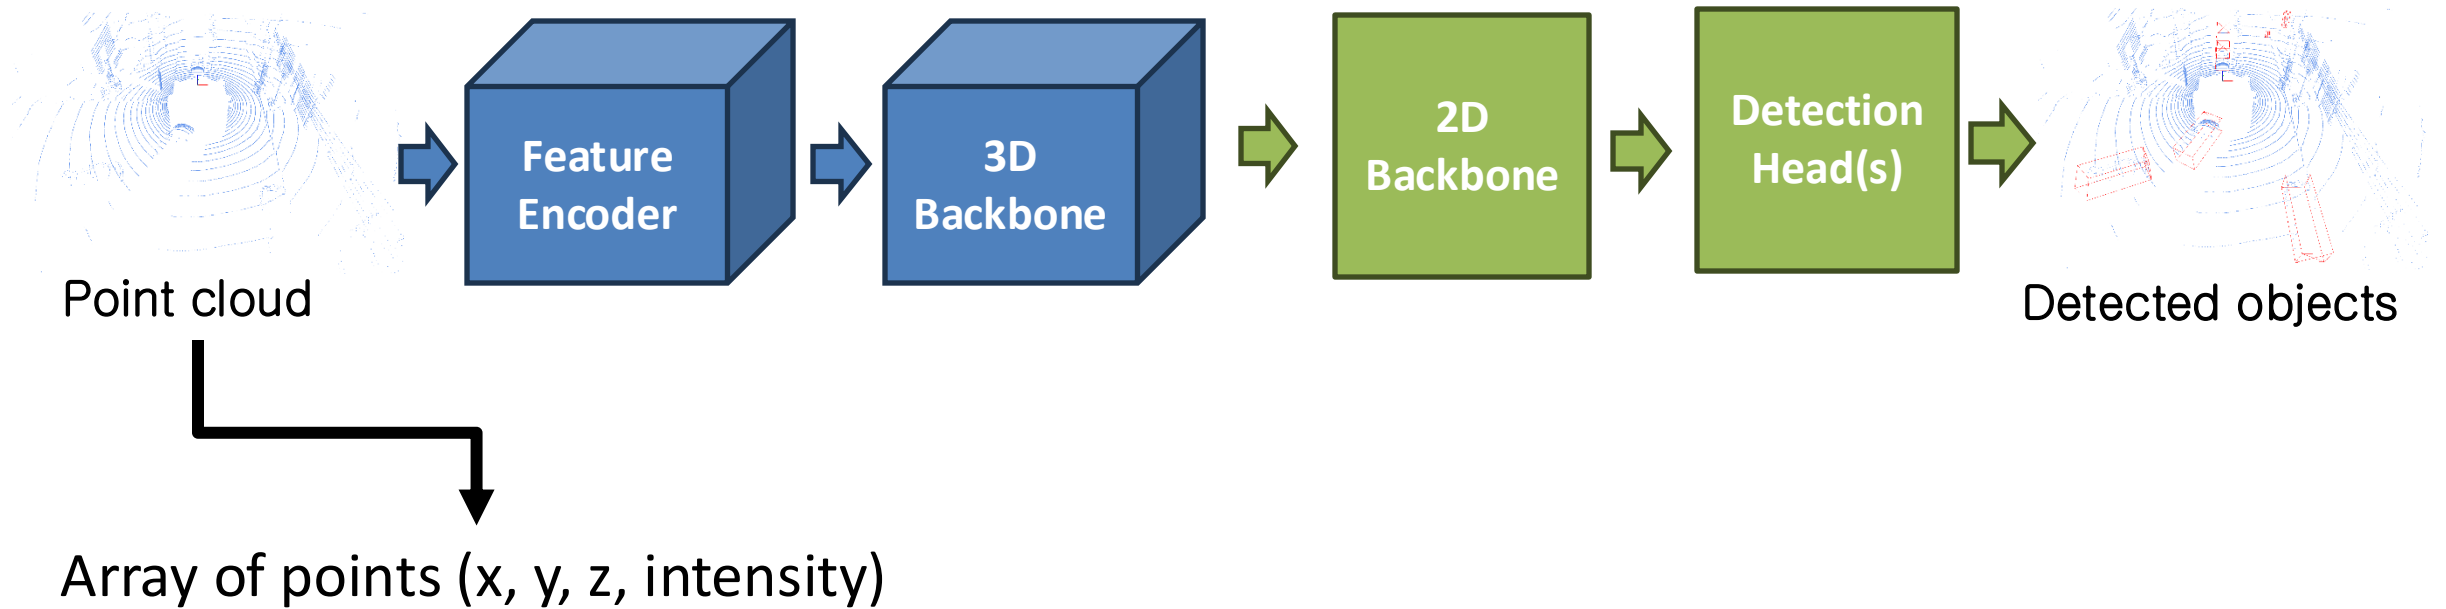 Feature
Encoder
3D
Backbone
2D
Backbone
Detection
Head(s)
Point cloud
Detected objects
Array of points (x, y, z, intensity)